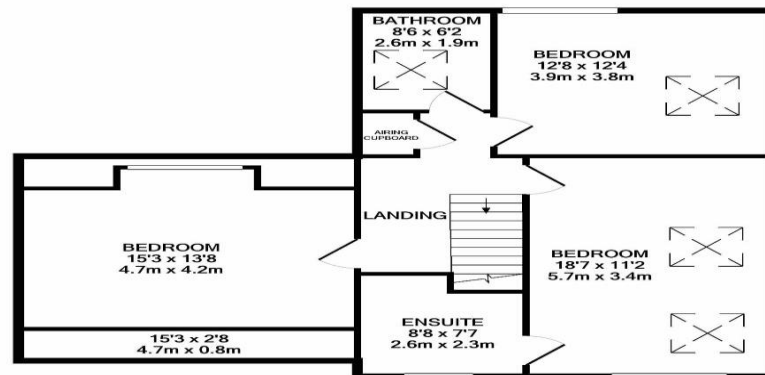 BATHROOM
8'6 x 6'2
2.6m x 1.9m
BEDROOM
12'8 x 12'4
3.9m x 3.8m
AIRING
CUPBOARD
LANDING
BEDROOM
15'3 x 13'8
4.7m x 4.2m
BEDROOM
18'7 x 11'2
5.7m x 3.4m
ENSUITE
8'8 x 7'7
2.6m x 2.3m
15'3 x 2'8
4.7m x 0.8m